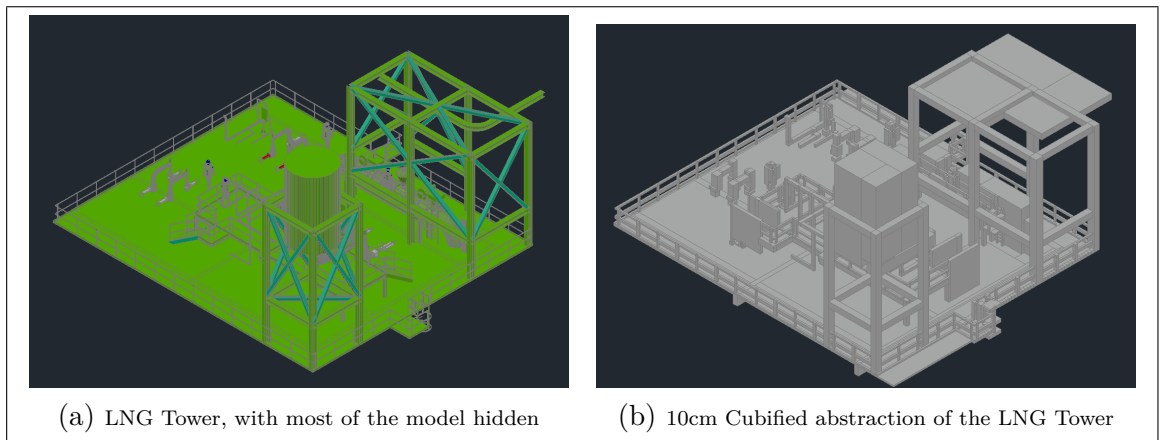 (a) LNG Tower, with most of the model hidden
(b) 10cm Cubified abstraction of the LNG Tower